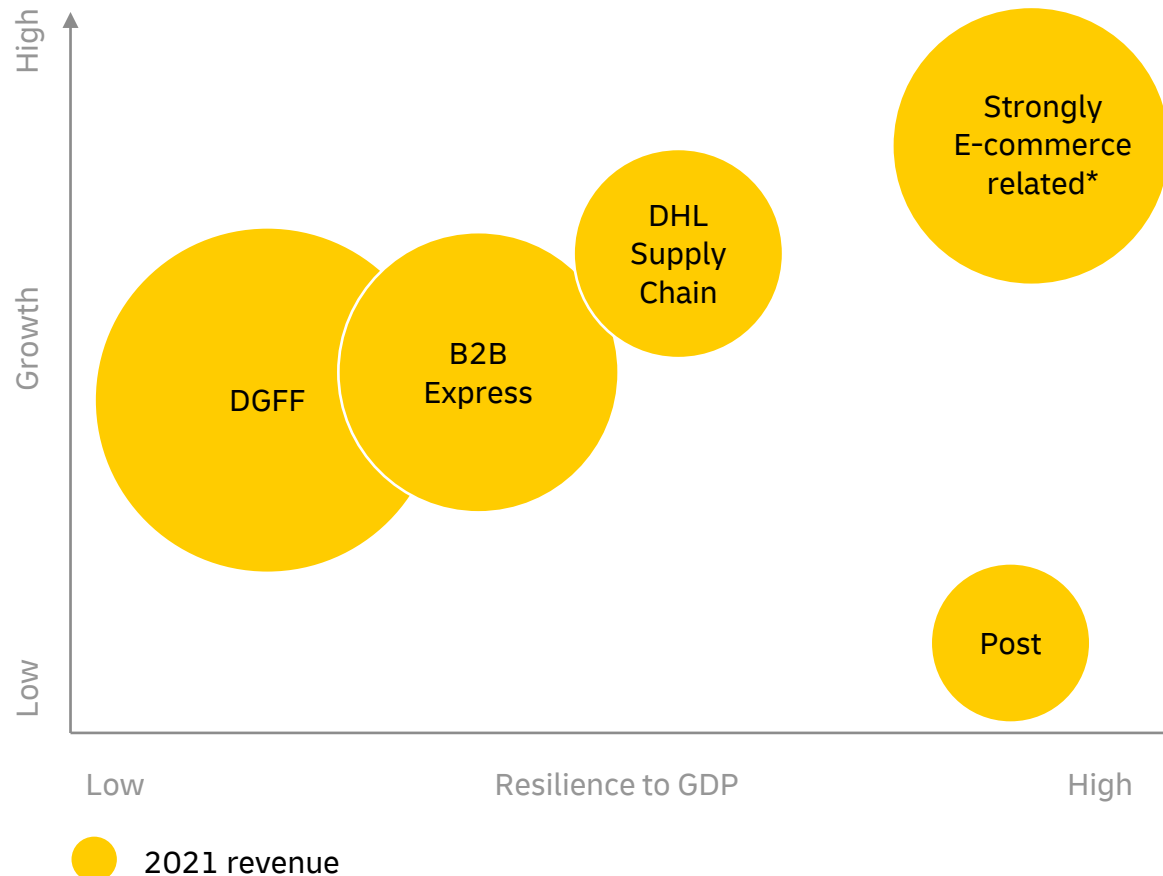 High
Growth
Low
Strongly
E-commerce
related*
DHL
Supply
Chain
B2B
Express
DGFF
Post
Low
Resilience to GDP
High
2021 revenue